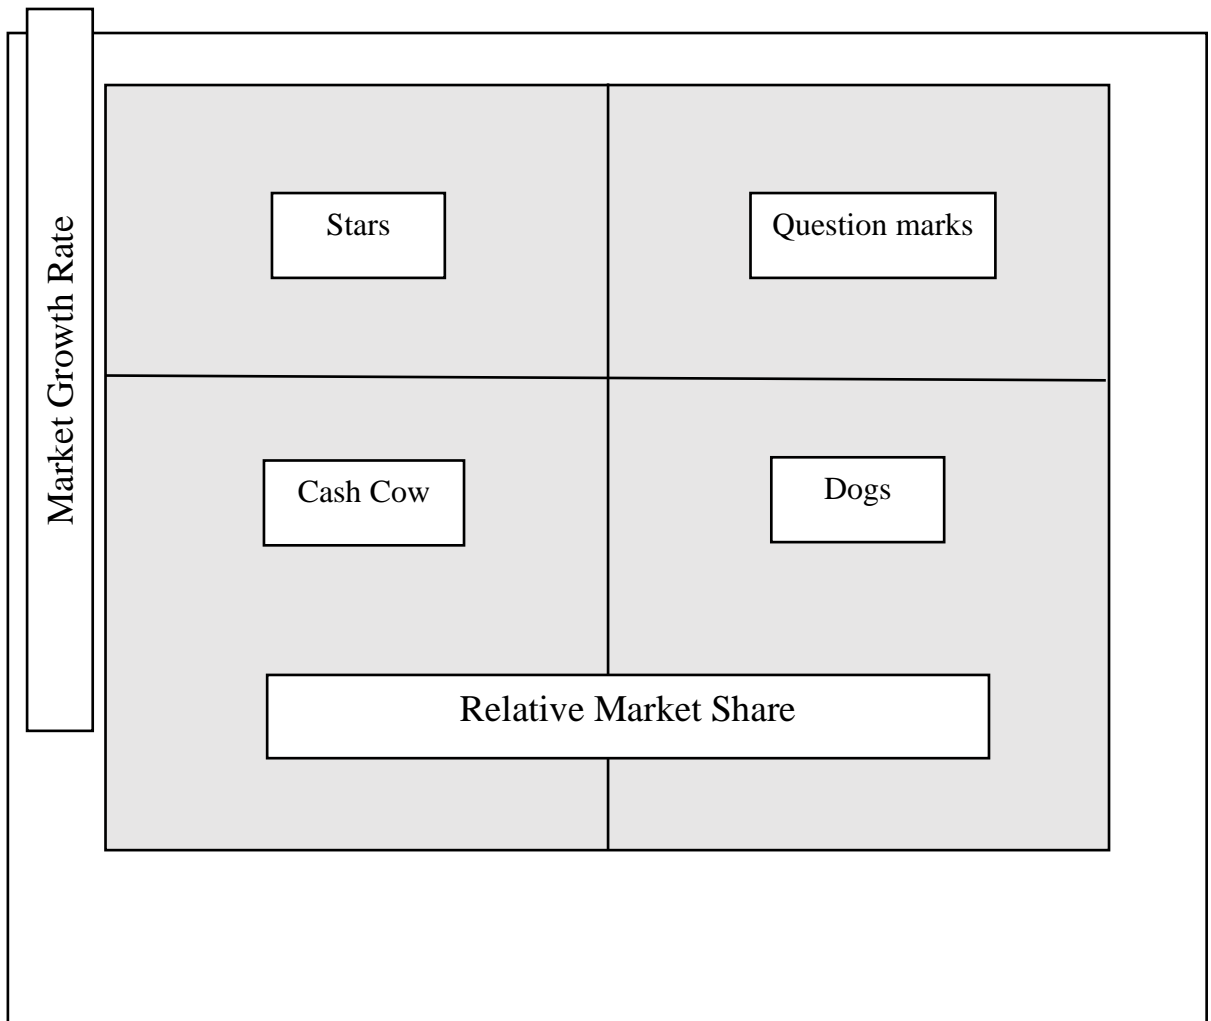 Market Growth Rate
Stars
Question marks
Cash Cow
Dogs
Relative Market Share